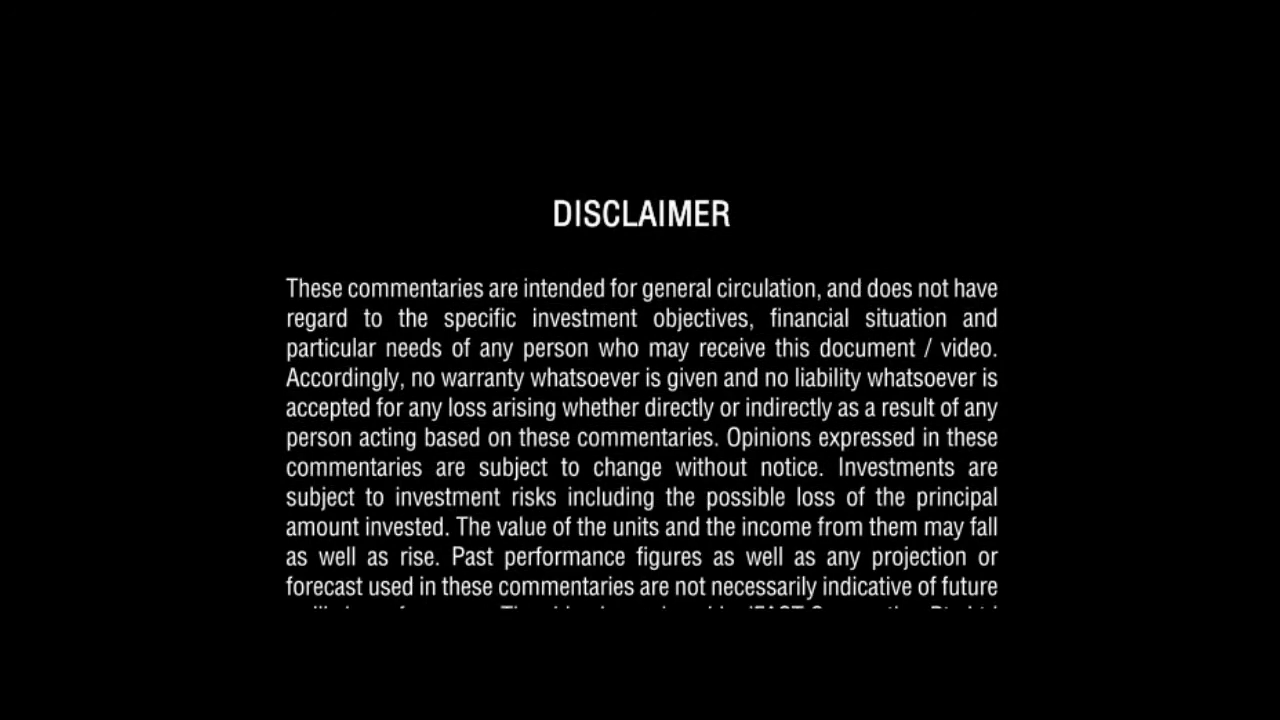 DISCLAIMER
These commentaries are intended for general circulation, and does not have
regard to the specific investment objectives, financial situation and
particular needs of any person who may receive this document / video.
Accordingly, no warranty whatsoever is given and no liability whatsoever is
accepted for any loss arising whether directly or indirectly as a result of any
person acting based on these commentaries. Opinions expressed in these
commentaries are subject to change without notice. Investments are
subject to investment risks including the possible loss of the principal
amount invested. The value of the units and the income from them may fall
as well as rise. Past performance figures as well as any projection or
forecast used in these commentaries are not necessarily indicative of future